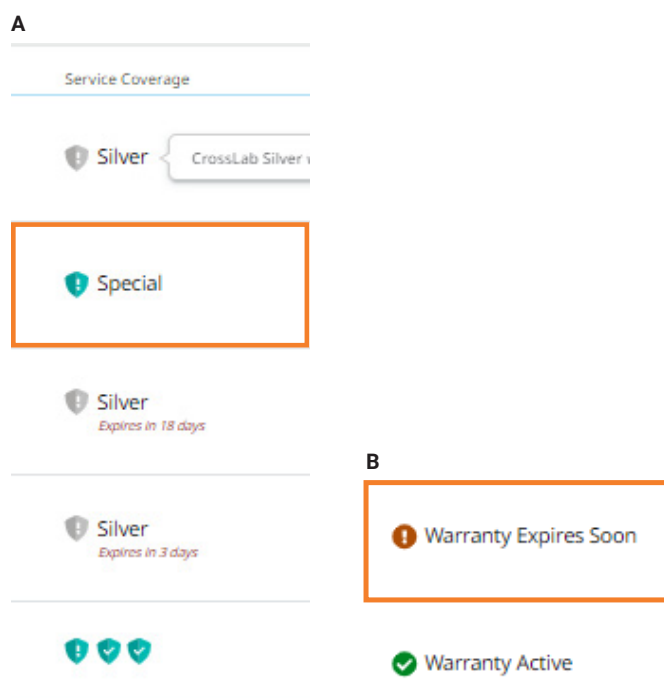 A
Service Coverage
Silver
CrossLab Silver
Special
Silver
Expires in 18 days
Silver
Expires in 3 days
B
Warranty Expires Soon
Warranty Active